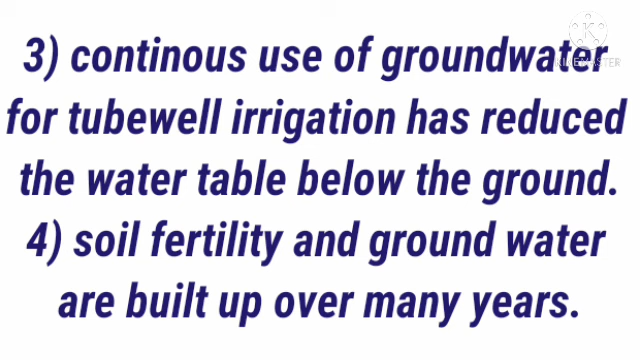 3) continous use of groundwater
for tubewell irrigation has reduced
the water table below the ground.
4) soil fertility and ground water
are built up over many years.
KINEMASTER